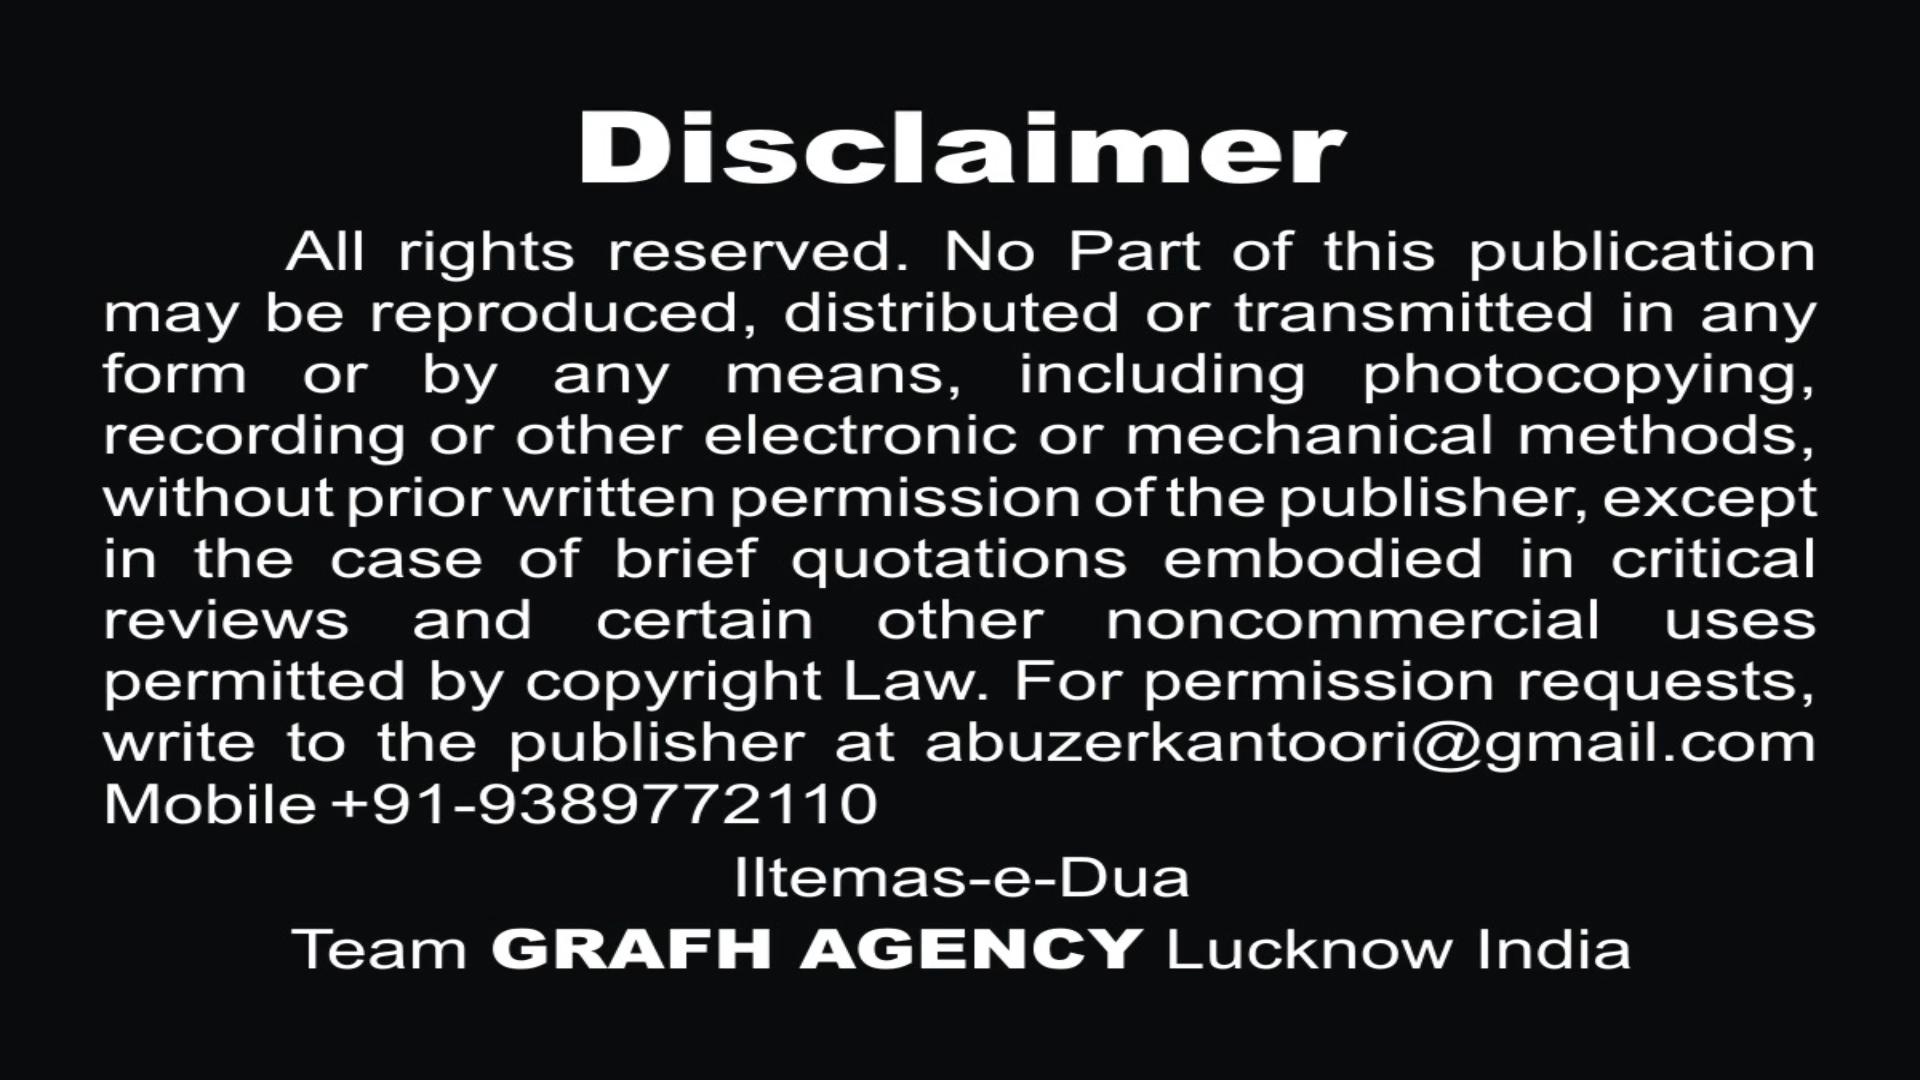 Disclaimer
All rights reserved. No Part of this publication
may be reproduced, distributed or transmitted in any
form or by any means, including photocopying,
recording or other electronic or mechanical methods,
without prior written permission of the publisher, except
in the case of brief quotations embodied in critical
reviews and certain other noncommercial uses
permitted by copyright Law. For permission requests,
write to the publisher at abuzerkantoori@gmail.com
Mobile +91-9389772110
Iltemas-e-Dua
Team GRAFH AGENCY Lucknow India